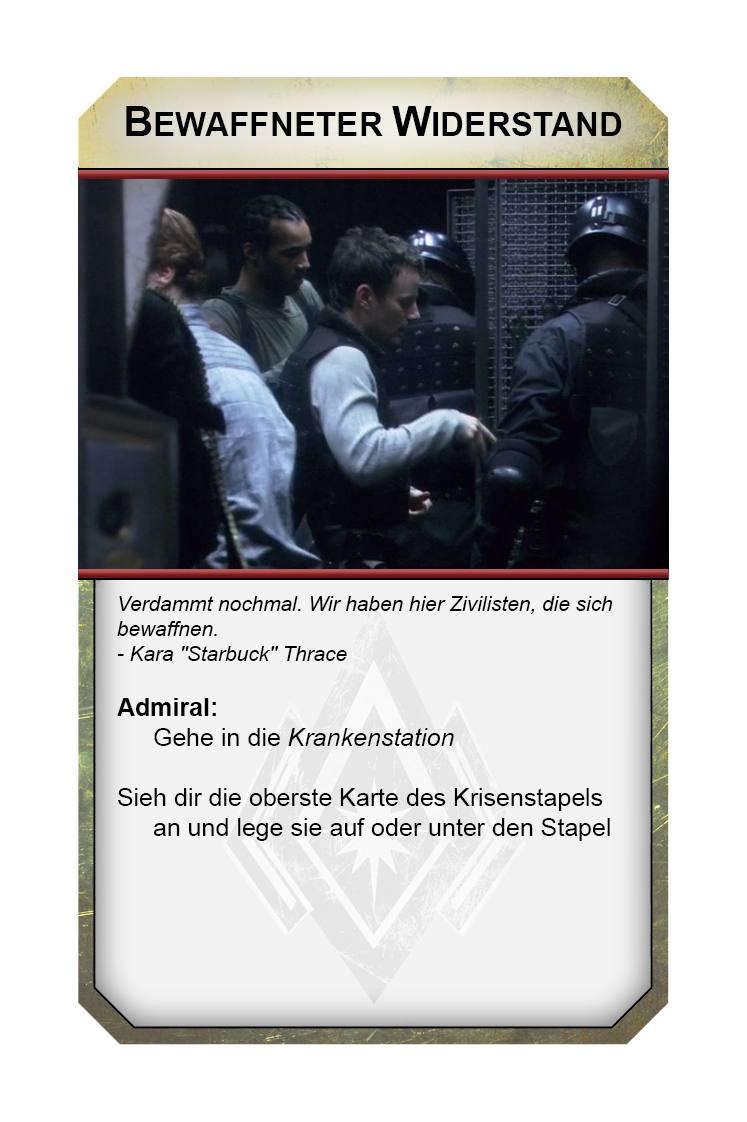 BEWAFFNETER WIDERSTAND
Verdammt nochmal. Wir haben hier Zivilisten, die sich
bewaffnen.
- Kara "Starbuck" Thrace
Admiral:
Gehe in die Krankenstation
Sieh dir die oberste Karte des Krisenstapels
an und lege sie auf oder unter den Stapel